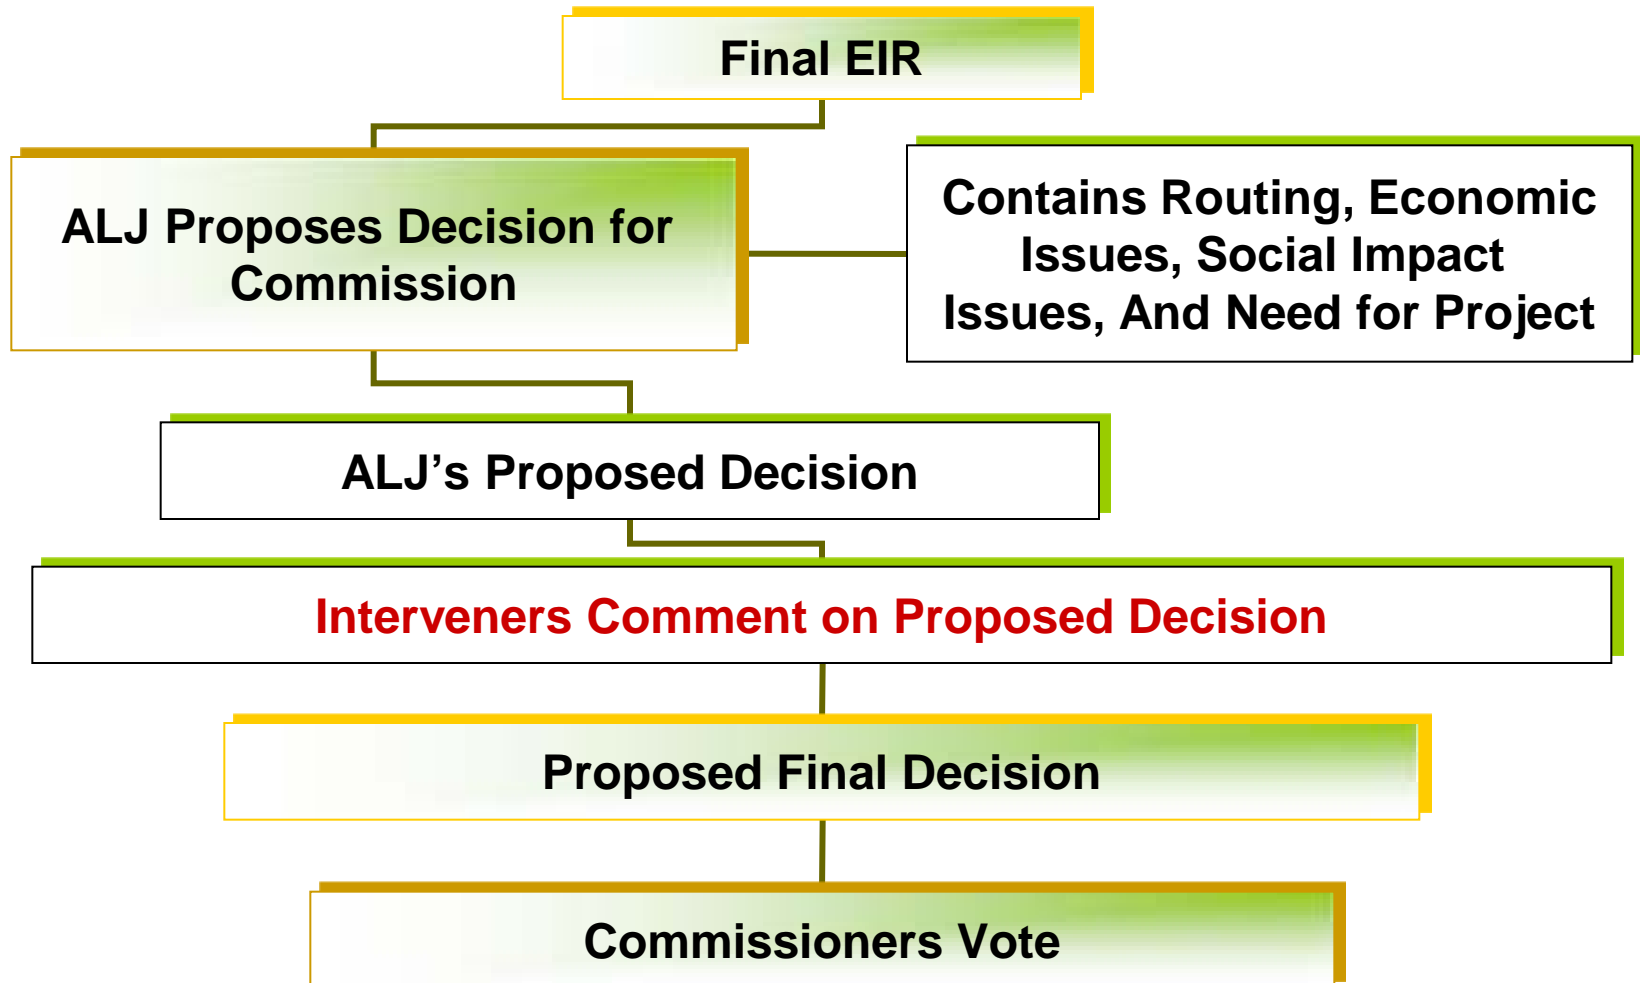 Final EIR
ALJ Proposes Decision for
Commission
Contains Routing, Economic
Issues, Social Impact
Issues, And Need for Project
ALJ’s Proposed Decision
Interveners Comment on Proposed Decision
Proposed Final Decision
Commissioners Vote